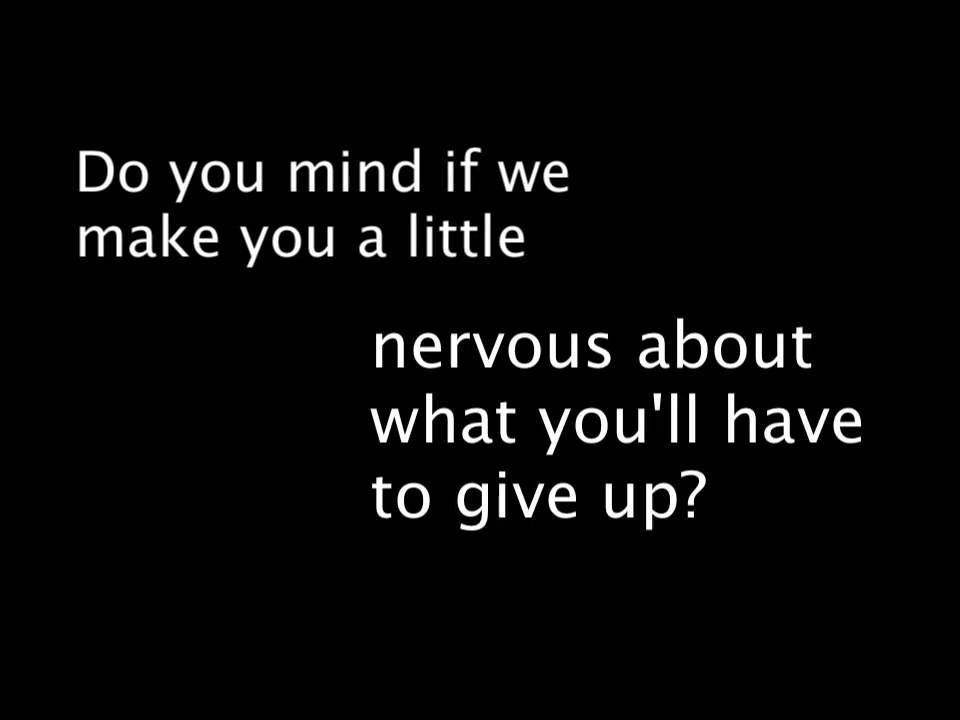 Do you mind if we
make you a little
nervous about
what you'll have
to give up?